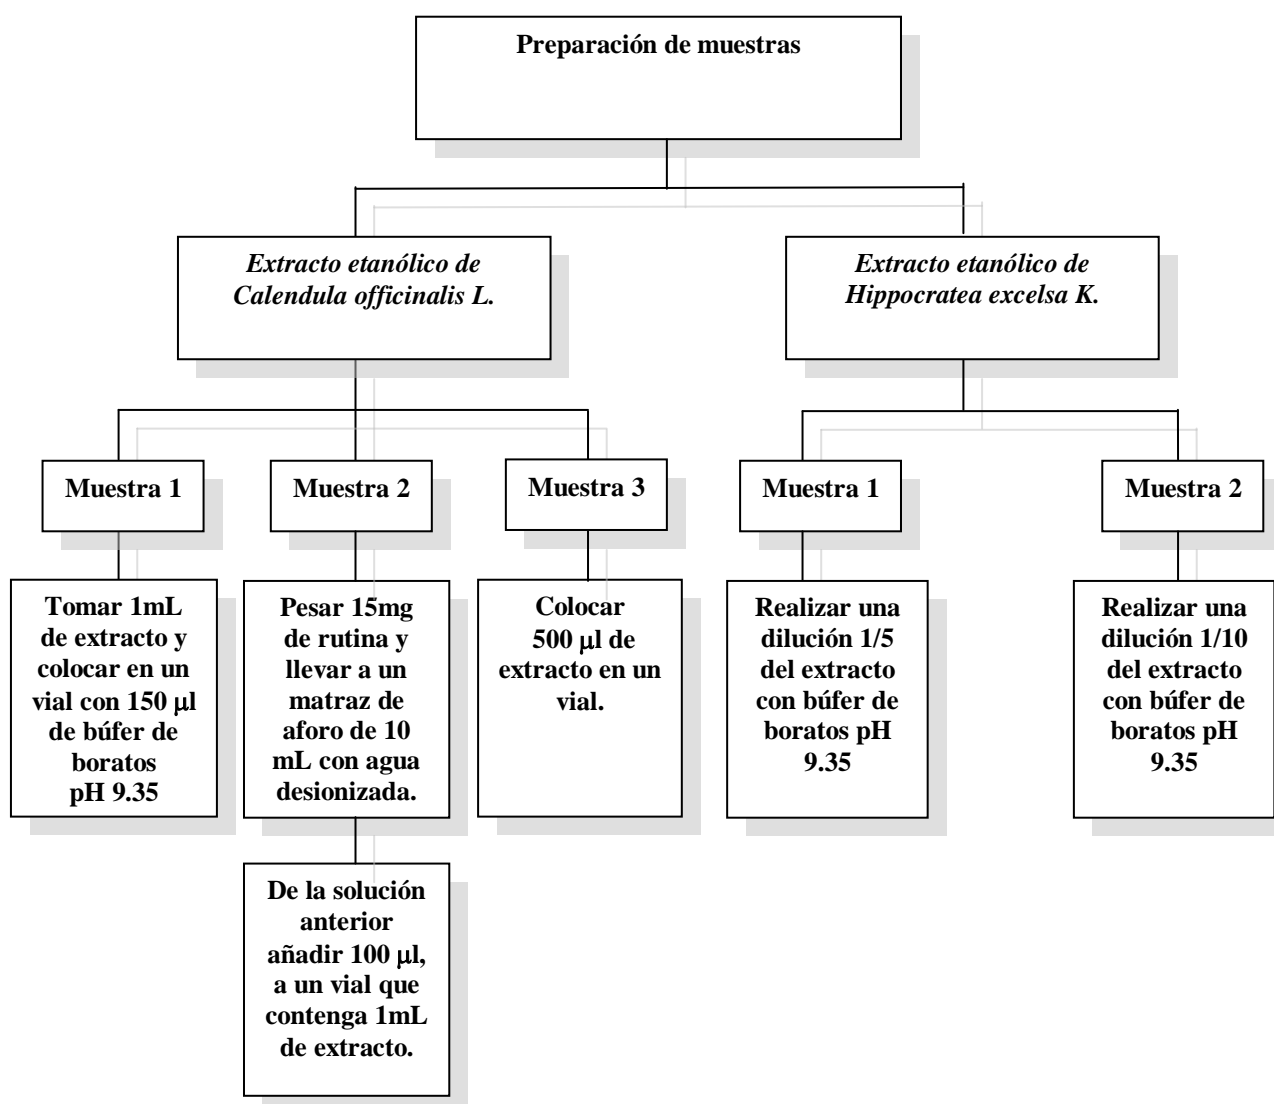 Preparación de muestras
Extracto etanólico de
Calendula officinalis L.
Extracto etanólico de
Hippocratea excelsa K.
Muestra 1
Muestra 2
Muestra 3
Muestra 1
Muestra 2
Tomar 1mL
de extracto y
colocar en un
vial con 150 µl
de búfer de
boratos
pH 9.35
Pesar 15mg
de rutina y
llevar a un
matraz de
aforo de 10
mL con agua
desionizada.
Colocar
500 µl de
extracto en un
vial.
Realizar una
dilución 1/5
del extracto
con búfer de
boratos pH
9.35
Realizar una
dilución 1/10
del extracto
con búfer de
boratos pH
9.35
De la solución
anterior
añadir 100 µl,
a un vial que
contenga 1mL
de extracto.